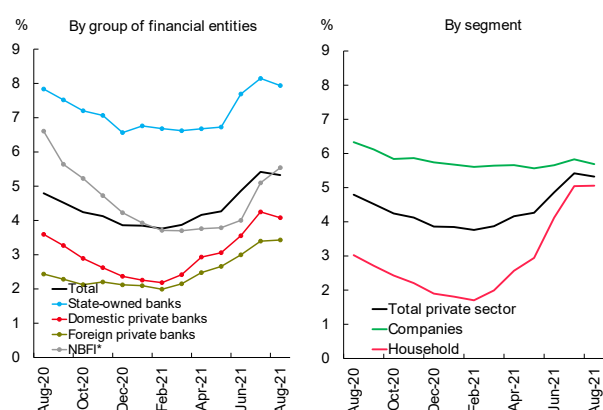 % By group of financial entities
9
8
7
6
5
4
3
2
1
0
Total
State-owned banks
Domestic private banks
Foreign private banks
NBFI*
Aug-20
Oct-20
Dec-20
Feb-21
Apr-21
Jun-21
Aug-21
% By segment
9
8
7
6
5
4
3
2
1
0
Total private sector
Companies
Household
Aug-20
Oct-20
Dec-20
Feb-21
Apr-21
Jun-21
Aug-21